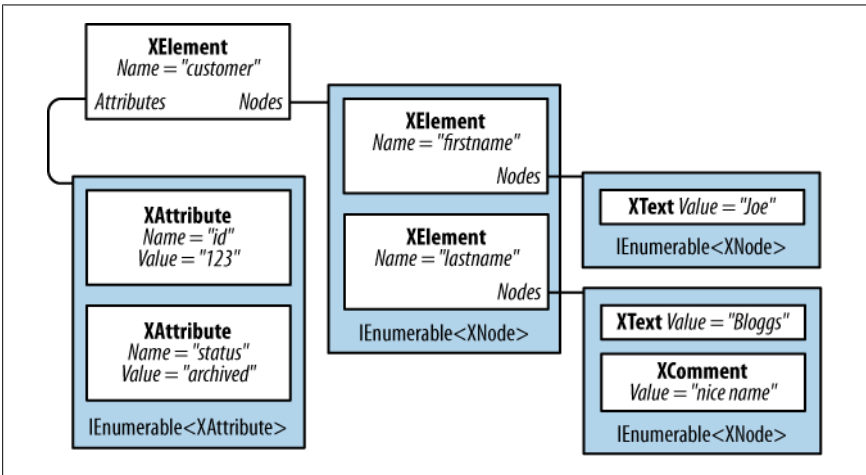 XElement
Name = "customer"
Attributes Nodes
XAttribute
Name = "id"
Value = "123"
XAttribute
Name = "status"
Value = "archived"
IEnumerable<XAttribute>
XElement
Name = "firstname"
Nodes
XElement
Name = "lastname"
Nodes
IEnumerable<XNode>
XText Value = "Joe"
IEnumerable<XNode>
XText Value = "Bloggs"
XComment
Value = "nice name"
IEnumerable<XNode>